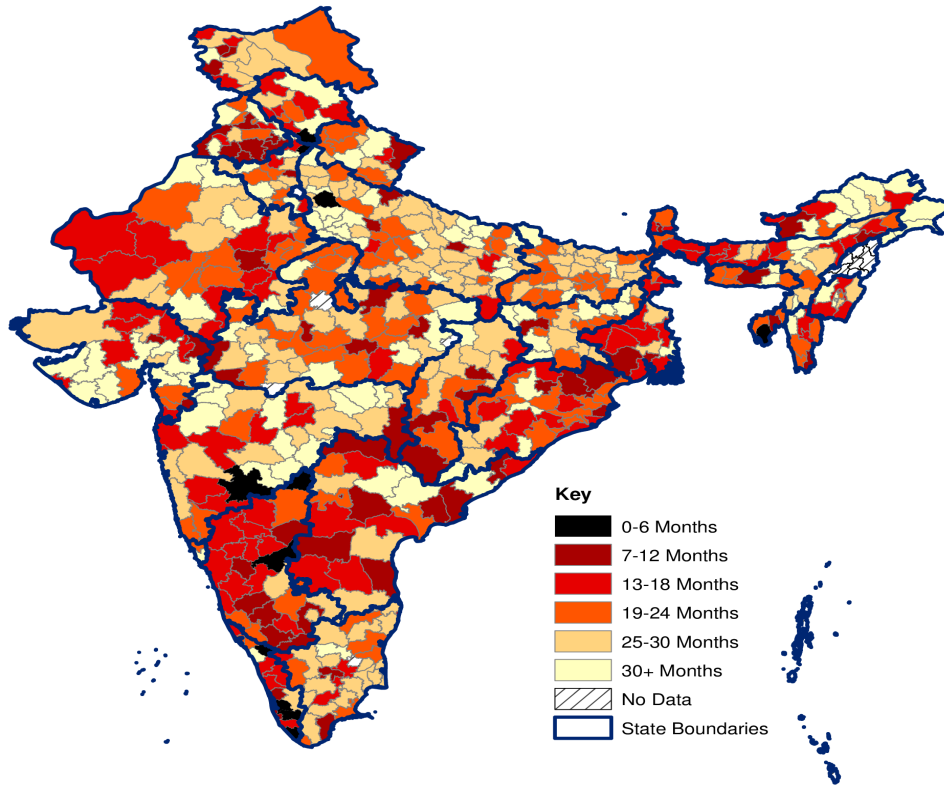 Key
0-6 Months
7-12 Months
13-18 Months
19-24 Months
25-30 Months
30+ Months
No Data
State Boundaries